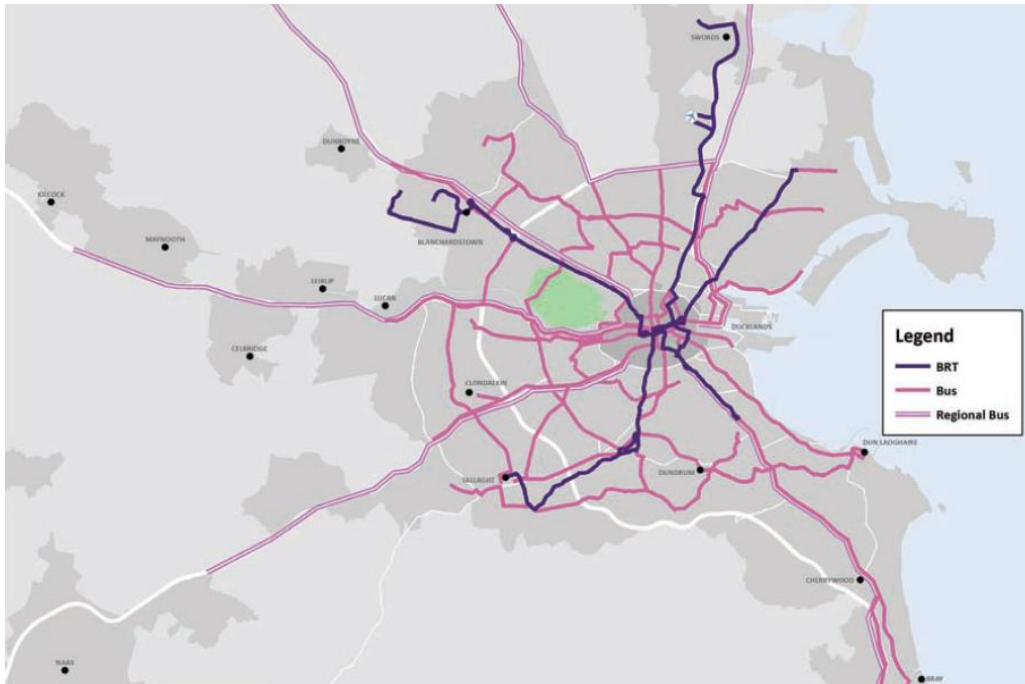 SWORDS
DUNBOYNE
KILCOCK
BLANCHARDSTOWN
MAYNOOTH
LEIXLIP
LUCAN
DOCKLANDS
CELBRIDGE
CLONDALKIN
Legend
BRT
Bus
Regional Bus
DUN LAOGHAIRE
DUNDRUM
TALLAGHT
CHERRYWOOD
NAAS
BRAY